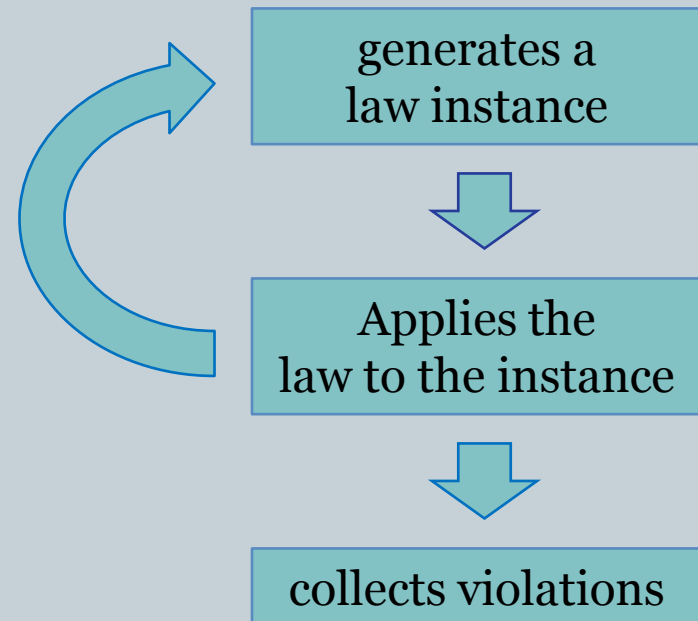 generates a
law instance
Applies the
law to the instance
collects violations